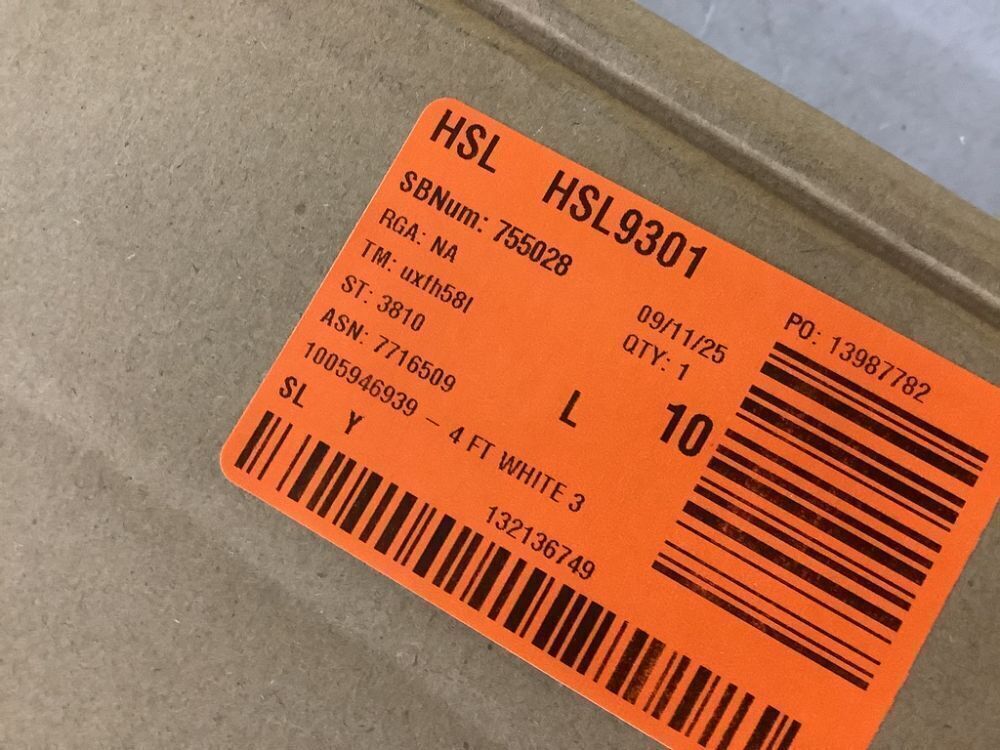 HSL HSL9301
SBNum: 755028
RGA: NA
09/11/25
PO: 13987782
TM: uxfh58l
QTY: 1
ST: 3810
ASN: 7716509
L 10
1005946939 - 4 FT WHITE 3
SL Y
132136749